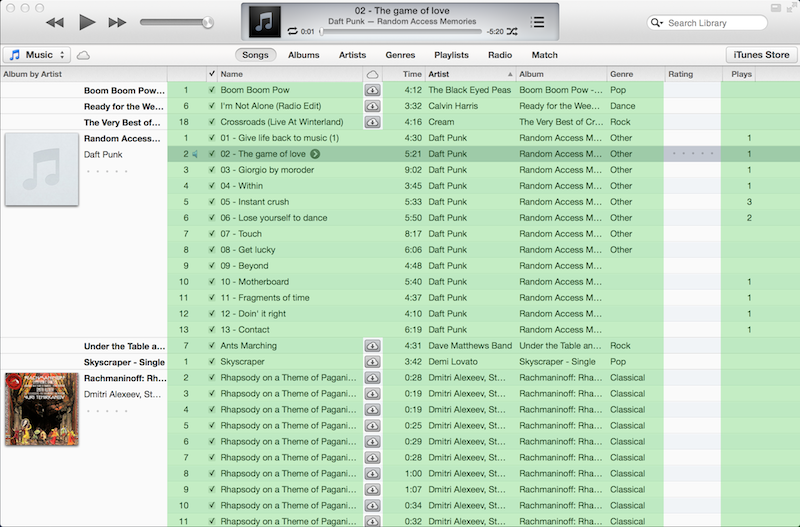 02 - The game of love
Daft Punk — Random Access Memories
0:01 -5:20
Search Library
Music Songs Albums Artists Genres Playlists Radio Match iTunes Store
Album by Artist Name Time Artist Album Genre Rating Plays
Boom Boom Pow... 1 Boom Boom Pow 4:12 The Black Eyed Peas Boom Boom Pow -... Pop
Ready for the We... 6 I'm Not Alone (Radio Edit) 3:32 Calvin Harris Ready for the Wee... Dance
The Very Best of... 18 Crossroads (Live At Winterland) 4:16 Cream The Very Best of Cr... Rock
Random Access... 1 01 - Give life back to music (1) 4:30 Daft Punk Random Access M... Other 1
Daft Punk 2 02 - The game of love 5:21 Daft Punk Random Access M... Other 1
3 03 - Giorgio by moroder 9:02 Daft Punk Random Access M... Other 1
4 04 - Within 3:45 Daft Punk Random Access M... Other 1
5 05 - Instant crush 5:33 Daft Punk Random Access M... Other 3
6 06 - Lose yourself to dance 5:50 Daft Punk Random Access M... Other 2
7 07 - Touch 8:17 Daft Punk Random Access M... Other
8 08 - Get lucky 6:06 Daft Punk Random Access M... Other
9 09 - Beyond 4:48 Daft Punk Random Access M...
10 10 - Motherboard 5:40 Daft Punk Random Access M... 1
11 11 - Fragments of time 4:37 Daft Punk Random Access M... 1
12 12 - Doin' it right 4:10 Daft Punk Random Access M... 1
13 13 - Contact 6:19 Daft Punk Random Access M... 1
Under the Table a... 7 Ants Marching 4:31 Dave Matthews Band Under the Table an... Rock
Skyscraper - Single 1 Skyscraper 3:42 Demi Lovato Skyscraper - Single Pop
Rachmaninoff: Rh... 2 Rhapsody on a Theme of Pagani... 0:28 Dmitri Alexeev, St... Rachmaninoff: Rha... Classical
Dmitri Alexeev, St... 3 Rhapsody on a Theme of Pagani... 0:19 Dmitri Alexeev, St... Rachmaninoff: Rha... Classical
4 Rhapsody on a Theme of Pagani... 0:19 Dmitri Alexeev, St... Rachmaninoff: Rha... Classical
5 Rhapsody on a Theme of Pagani... 0:25 Dmitri Alexeev, St... Rachmaninoff: Rha... Classical
6 Rhapsody on a Theme of Pagani... 0:29 Dmitri Alexeev, St... Rachmaninoff: Rha... Classical
7 Rhapsody on a Theme of Pagani... 0:28 Dmitri Alexeev, St... Rachmaninoff: Rha... Classical
8 Rhapsody on a Theme of Pagani... 1:00 Dmitri Alexeev, St... Rachmaninoff: Rha... Classical
9 Rhapsody on a Theme of Pagani... 1:07 Dmitri Alexeev, St... Rachmaninoff: Rha... Classical
10 Rhapsody on a Theme of Pagani... 0:34 Dmitri Alexeev, St... Rachmaninoff: Rha... Classical
11 Rhapsody on a Theme of Pagani... 0:32 Dmitri Alexeev, St... Rachmaninoff: Rha... Classical